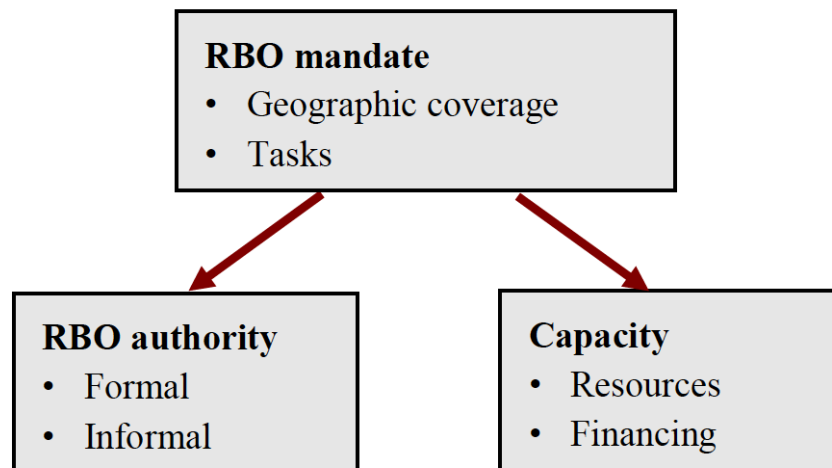 RBO mandate
• Geographic coverage
• Tasks
RBO authority
• Formal
• Informal
Capacity
• Resources
• Financing